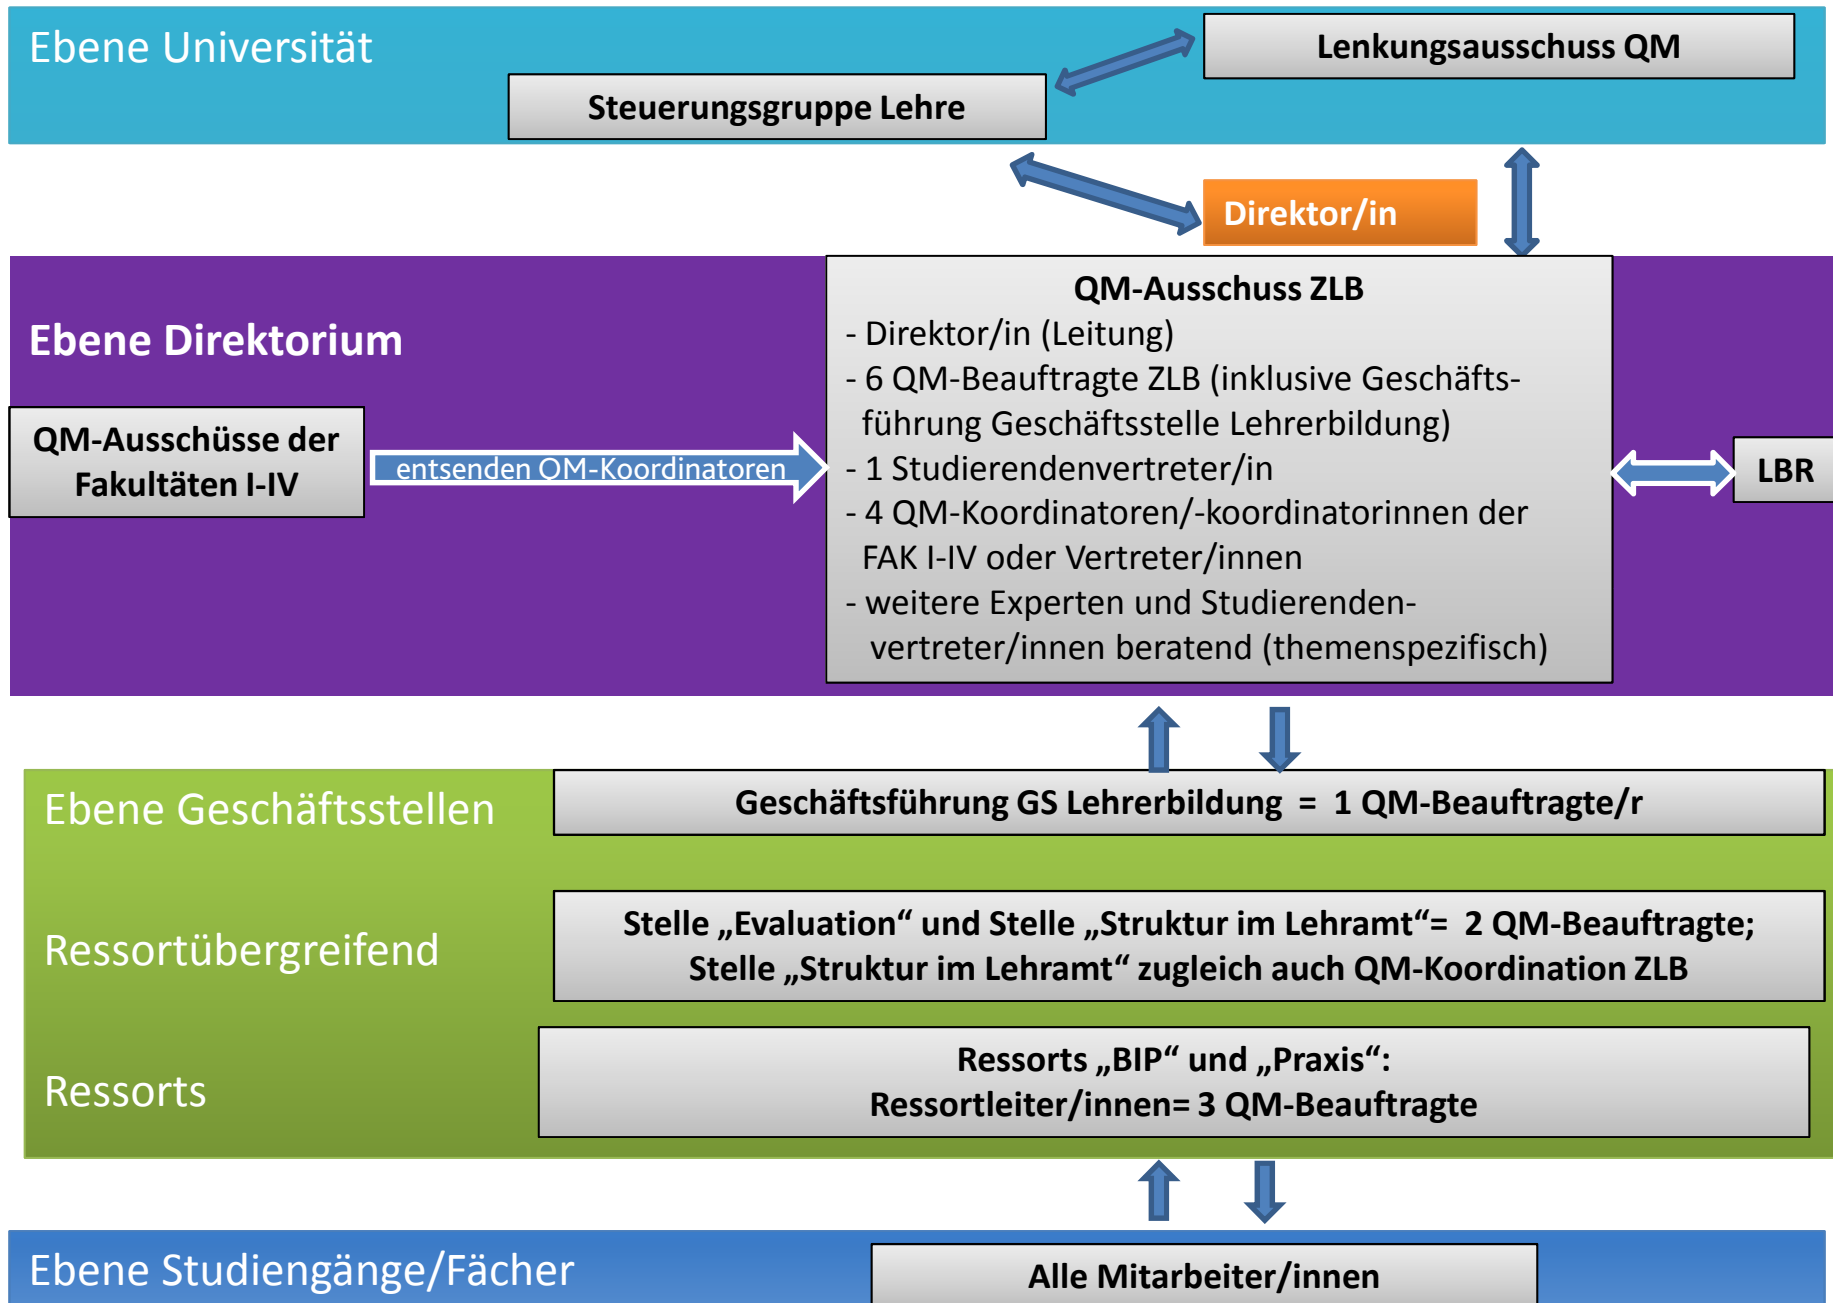 Ebene Universität
Lenkungsausschuss QM
Steuerungsgruppe Lehre
Direktor/in
Ebene Direktorium
QM-Ausschuss ZLB
- Direktor/in (Leitung)
- 6 QM-Beauftragte ZLB (inklusive Geschäfts-
führung Geschäftsstelle Lehrerbildung)
- 1 Studierendenvertreter/in
- 4 QM-Koordinatoren/-koordinatorinnen der
FAK I-IV oder Vertreter/innen
- weitere Experten und Studierenden-
vertreter/innen beratend (themenspezifisch)
QM-Ausschüsse der
Fakultäten I-IV
entsenden QM-Koordinatoren
LBR
Ebene Geschäftsstellen
Geschäftsführung GS Lehrerbildung = 1 QM-Beauftragte/r
Ressortübergreifend
Stelle „Evaluation“ und Stelle „Struktur im Lehramt“= 2 QM-Beauftragte;
Stelle „Struktur im Lehramt“ zugleich auch QM-Koordination ZLB
Ressorts
Ressorts „BIP“ und „Praxis“:
Ressortleiter/innen= 3 QM-Beauftragte
Ebene Studiengänge/Fächer
Alle Mitarbeiter/innen